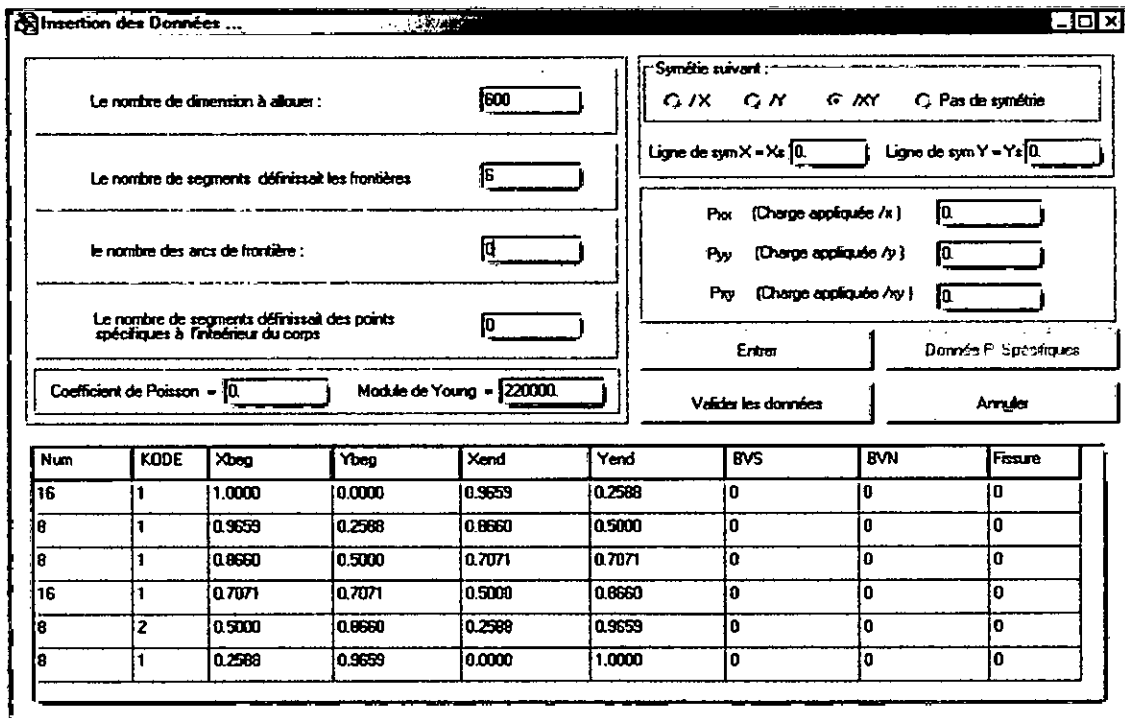 Insertion des Données ...
Le nombre de dimension à allouer : 600
Le nombre de segments définissait les frontières 6
le nombre des arcs de frontière : 0
Le nombre de segments définissait des points
spécifiques à l'inteérieur du corps 0
Coefficient de Poisson = 0. Module de Young = 220000.
Symétie suivant :
/X /Y /XY Pas de symétrie
Ligne de sym X = Xs 0. Ligne de sym Y = Ys 0.
Pxx (Charge appliquée /x ) 0.
Pyy (Charge appliquée /y ) 0.
Pxy (Charge appliquée /xy ) 0.
Entrer Donnée P. Spécifiques
Valider les données Annuler
Num KODE Xbeg Ybeg Xend Yend BVS BVN Fissure
16 1 1.0000 0.0000 0.9659 0.2588 0 0 0
8 1 0.9659 0.2588 0.8660 0.5000 0 0 0
8 1 0.8660 0.5000 0.7071 0.7071 0 0 0
16 1 0.7071 0.7071 0.5000 0.8660 0 0 0
8 2 0.5000 0.8660 0.2588 0.9659 0 0 0
8 1 0.2588 0.9659 0.0000 1.0000 0 0 0